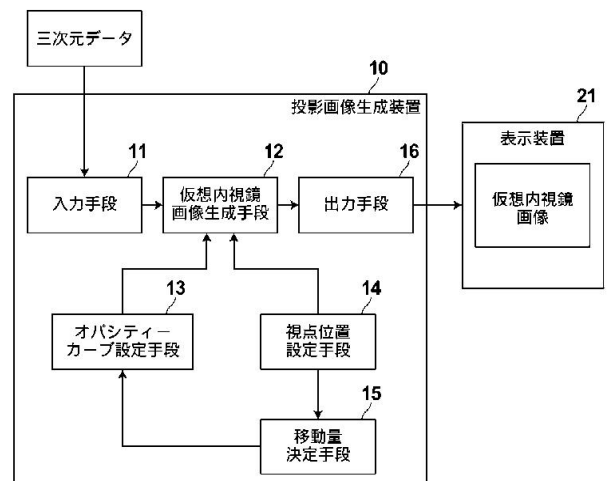 三次元データ
10
投影画像生成装置
21
表示装置
11
入力手段
12
仮想内視鏡
画像生成手段
16
出力手段
仮想内視鏡
画像
13
オパシティー
カーブ設定手段
14
視点位置
設定手段
15
移動量
決定手段